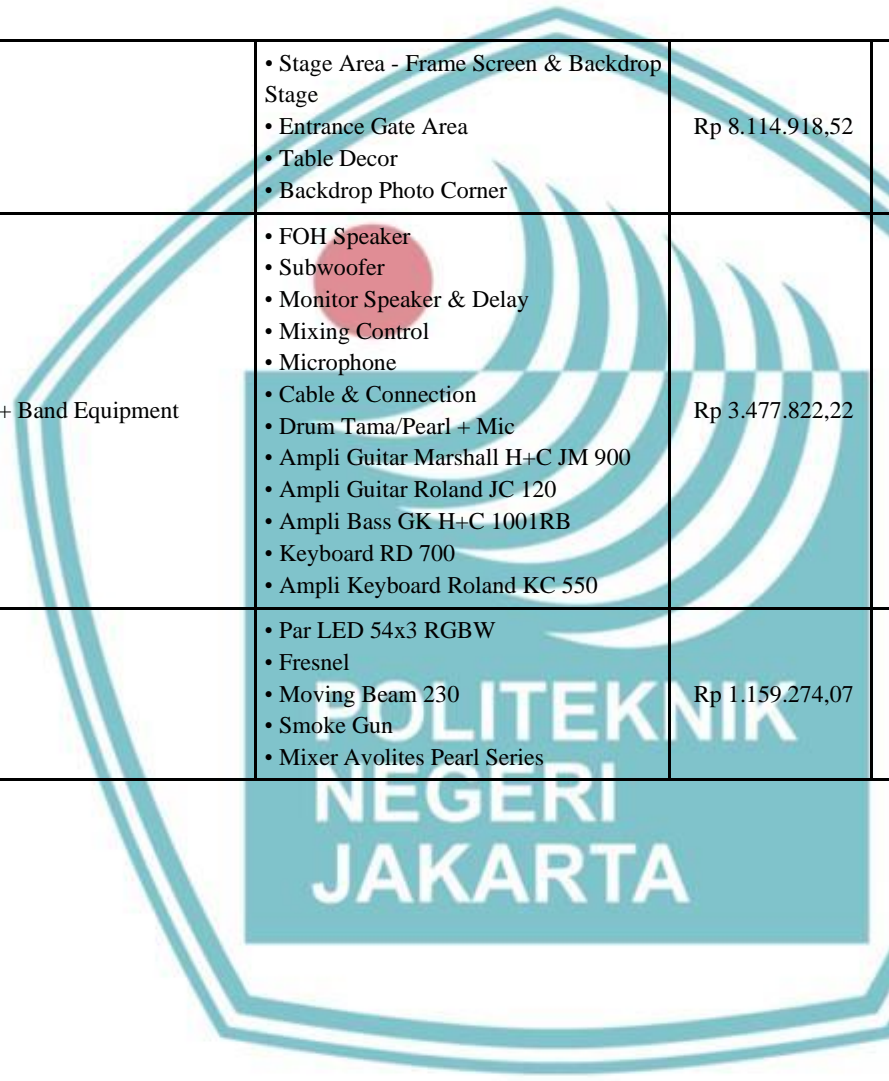 • Stage Area - Frame Screen & Backdrop
Stage
• Entrance Gate Area
• Table Decor
• Backdrop Photo Corner
Rp 8.114.918,52
+ Band Equipment
• FOH Speaker
• Subwoofer
• Monitor Speaker & Delay
• Mixing Control
• Microphone
• Cable & Connection
• Drum Tama/Pearl + Mic
• Ampli Guitar Marshall H+C JM 900
• Ampli Guitar Roland JC 120
• Ampli Bass GK H+C 1001RB
• Keyboard RD 700
• Ampli Keyboard Roland KC 550
Rp 3.477.822,22
• Par LED 54x3 RGBW
• Fresnel
• Moving Beam 230
• Smoke Gun
• Mixer Avolites Pearl Series
Rp 1.159.274,07
POLITEKNIK
NEGERI
JAKARTA